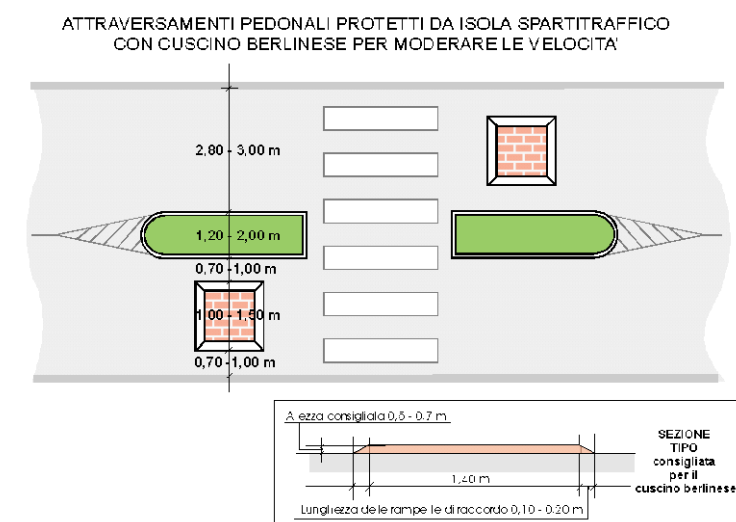 ATTRAVERSAMENTI PEDONALI PROTETTI DA ISOLA SPARTITRAFFICO
CON CUSCINO BERLINESE PER MODERARE LE VELOCITA'
2,80 - 3,00 m
1,20 - 2,00 m
0,70 -1,00 m
1,00 - 1,50 m
0,70 -1,00 m
A ezza consigliala 0,5 - 0.7 m
SEZIONE
TIPO
consigliata
per il
cuscino berlinese
1,40 m
Lunghezza delle rampe le di raccordo 0,10 - 0.20 m